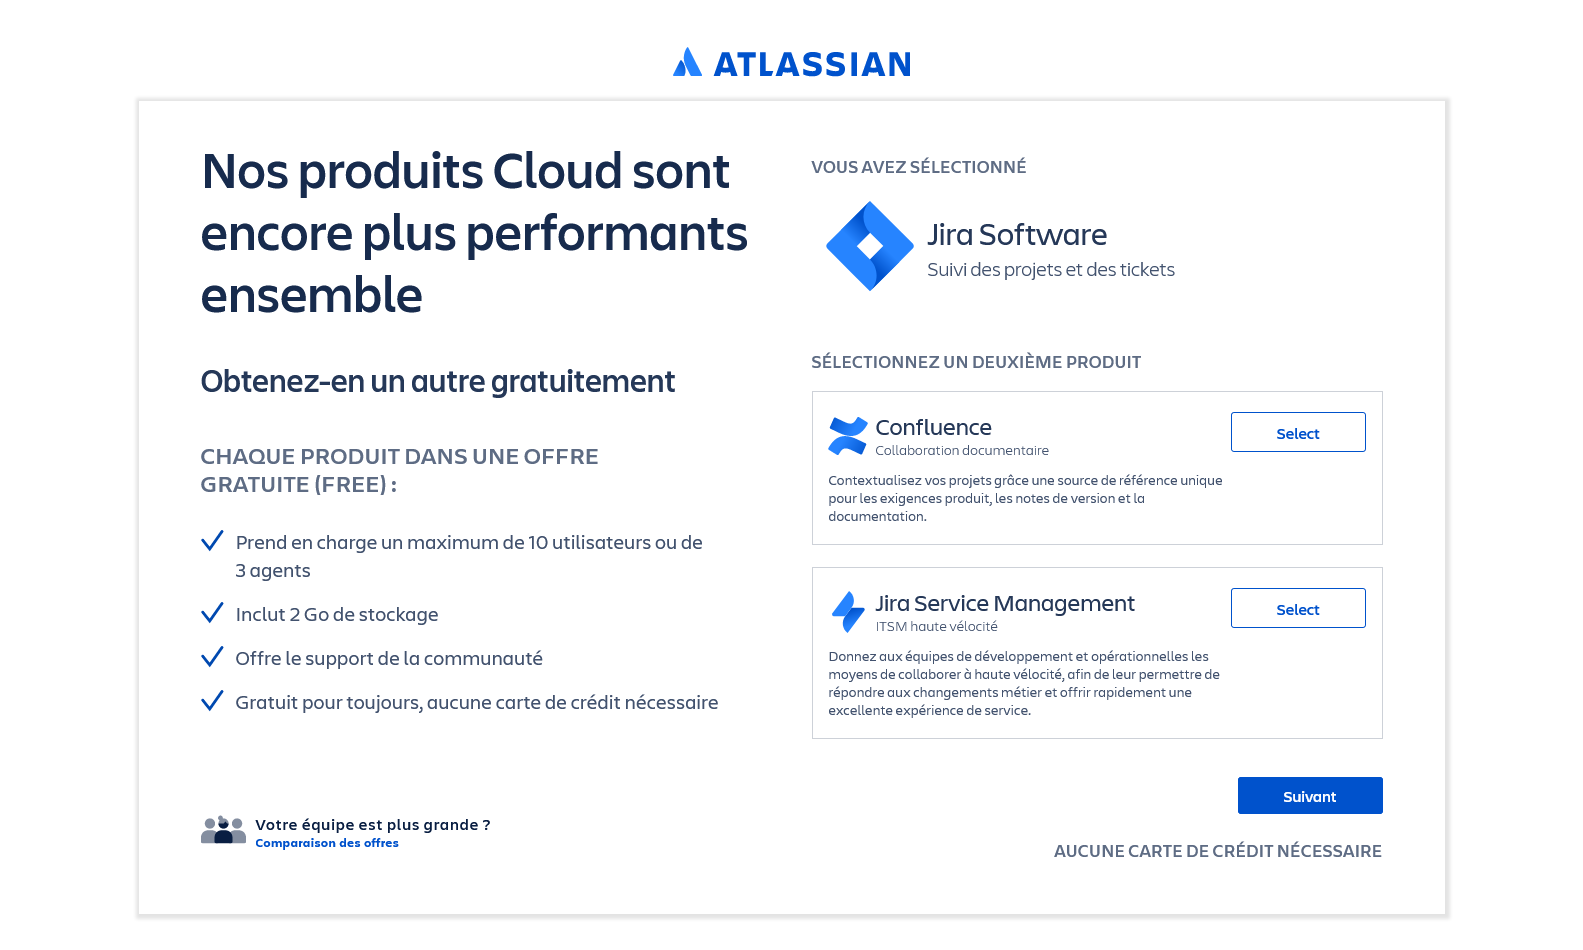 ATLASSIAN
Nos produits Cloud sont
encore plus performants
ensemble
Obtenez-en un autre gratuitement
CHAQUE PRODUIT DANS UNE OFFRE
GRATUITE (FREE) :
Prend en charge un maximum de 10 utilisateurs ou de
3 agents
Inclut 2 Go de stockage
Offre le support de la communauté
Gratuit pour toujours, aucune carte de crédit nécessaire
Votre équipe est plus grande ?
Comparaison des offres
VOUS AVEZ SÉLECTIONNÉ
Jira Software
Suivi des projets et des tickets
SÉLECTIONNEZ UN DEUXIÈME PRODUIT
Confluence
Collaboration documentaire
Select
Contextualisez vos projets grâce une source de référence unique
pour les exigences produit, les notes de version et la
documentation.
Jira Service Management
ITSM haute vélocité
Select
Donnez aux équipes de développement et opérationnelles les
moyens de collaborer à haute vélocité, afin de leur permettre de
répondre aux changements métier et offrir rapidement une
excellente expérience de service.
Suivant
AUCUNE CARTE DE CRÉDIT NÉCESSAIRE